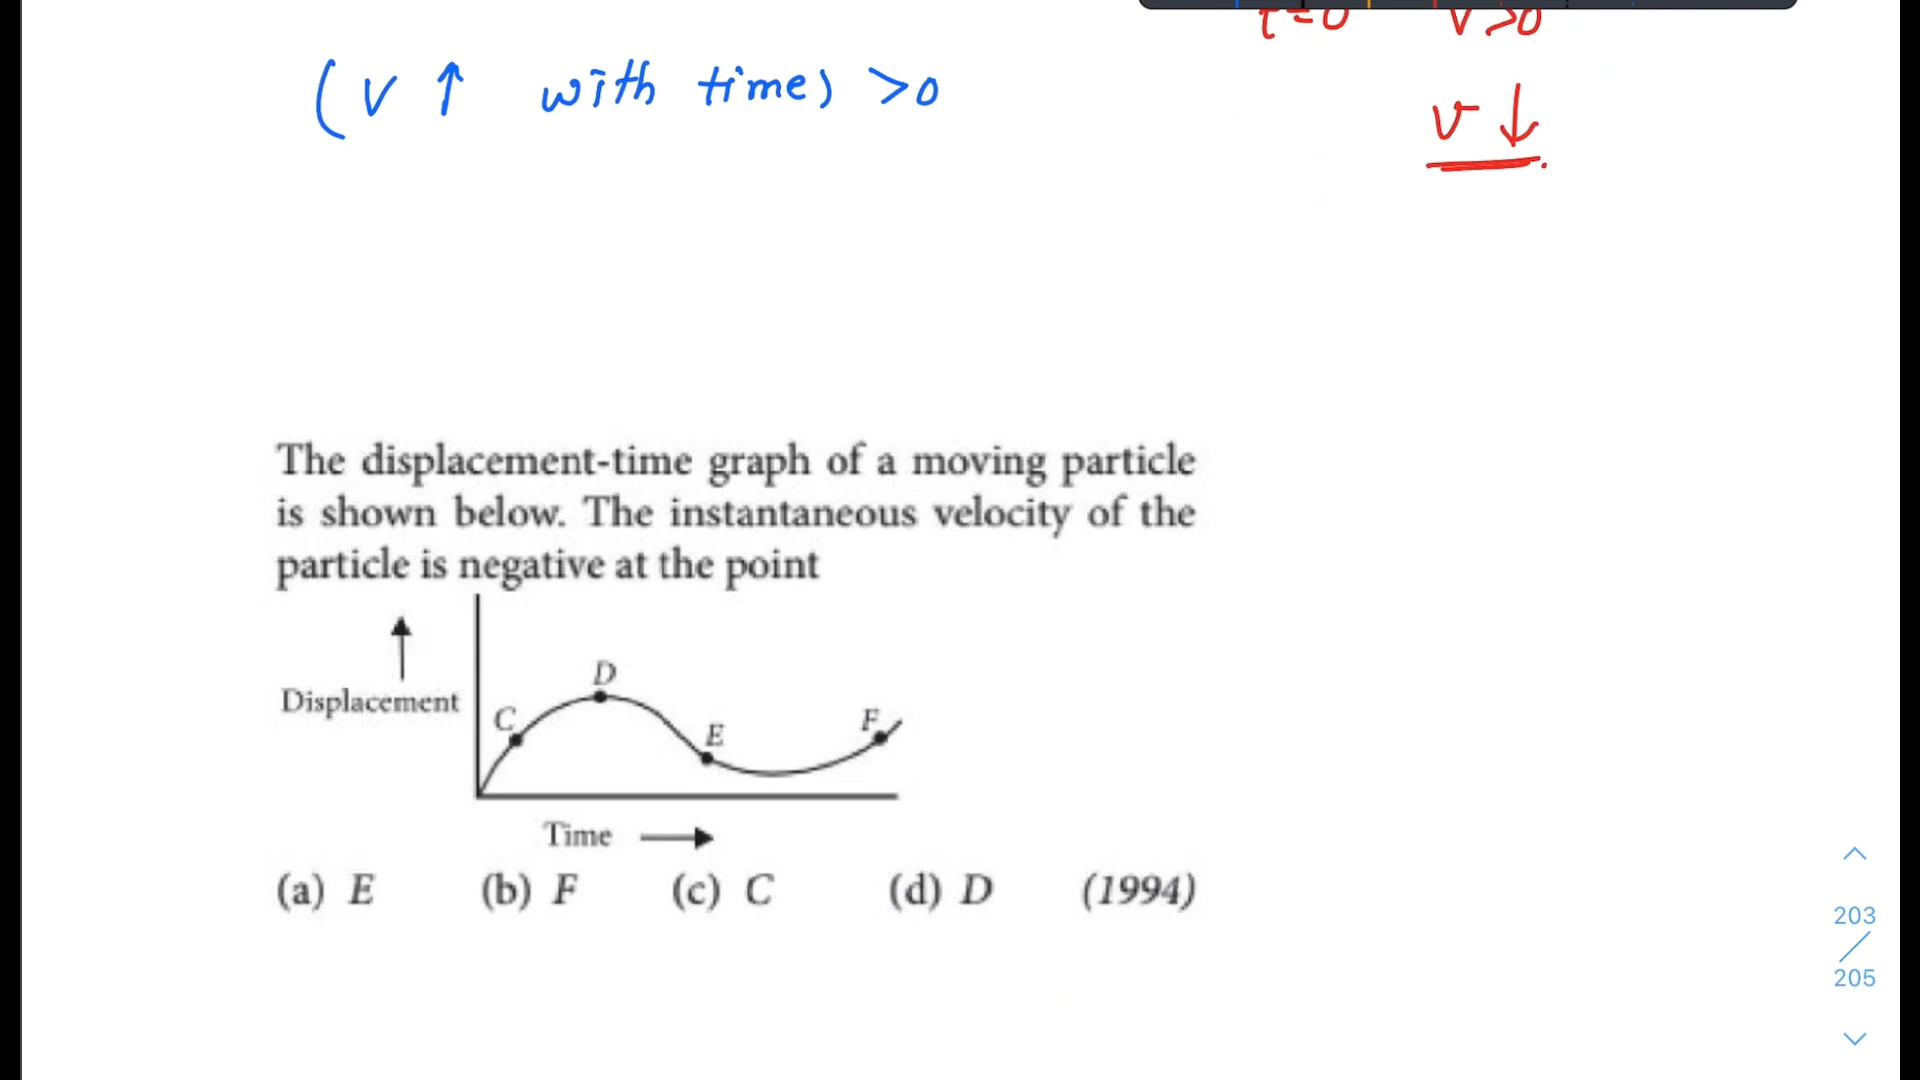 t=0 v>0
(v ↑ with time) >0
v ↓
The displacement-time graph of a moving particle
is shown below. The instantaneous velocity of the
particle is negative at the point
D
Displacement
C
F
E
Time
(a) E (b) F (c) C (d) D (1994)
203
205